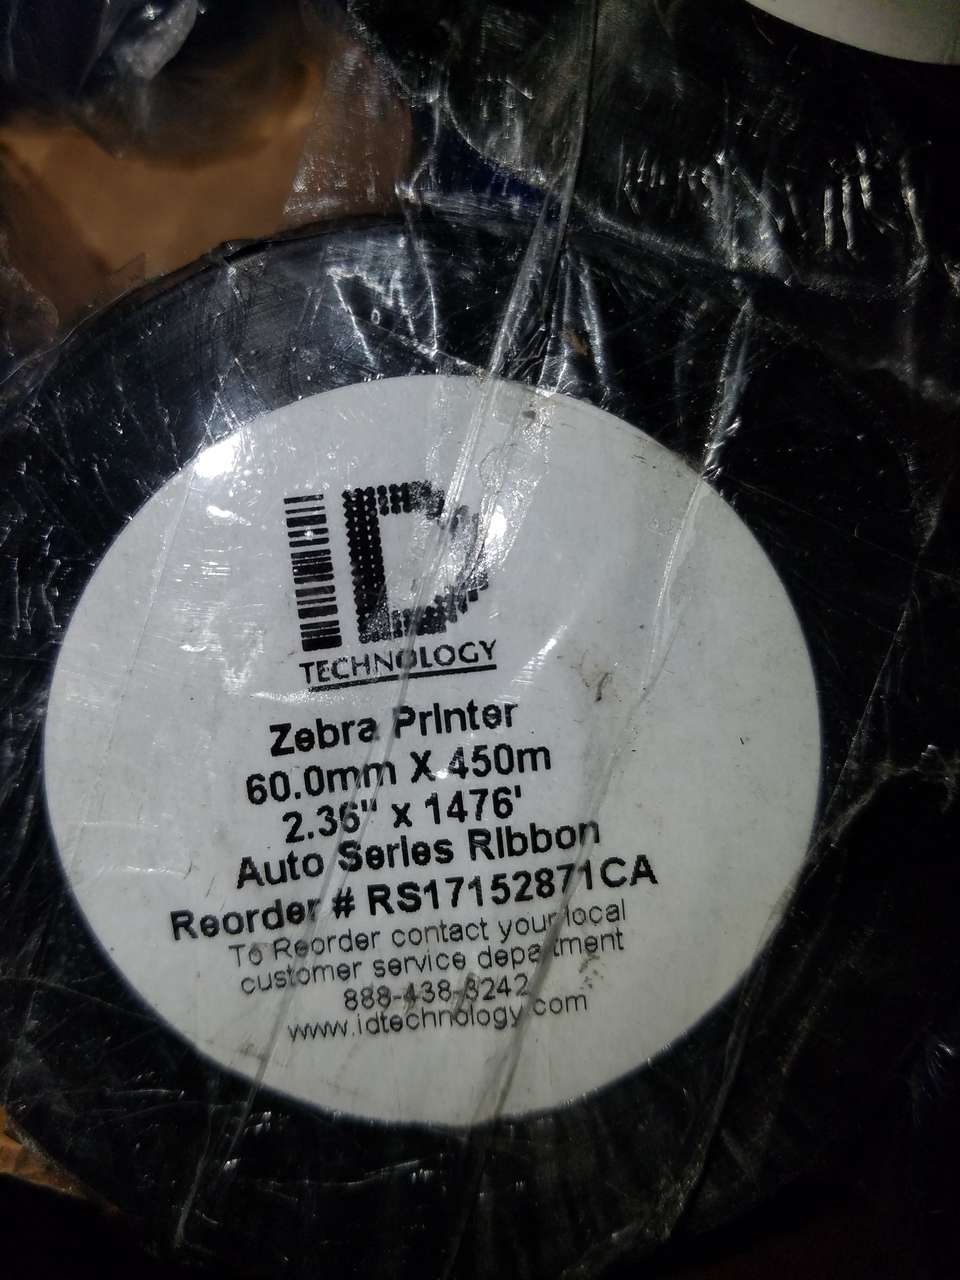 ID
TECHNOLOGY
Zebra Printer
60.0mm X 450m
2.36" x 1476'
Auto Series Ribbon
Reorder # RS17152871CA
To Reorder contact your local
customer service department
888-438-3242
www.idtechnology.com